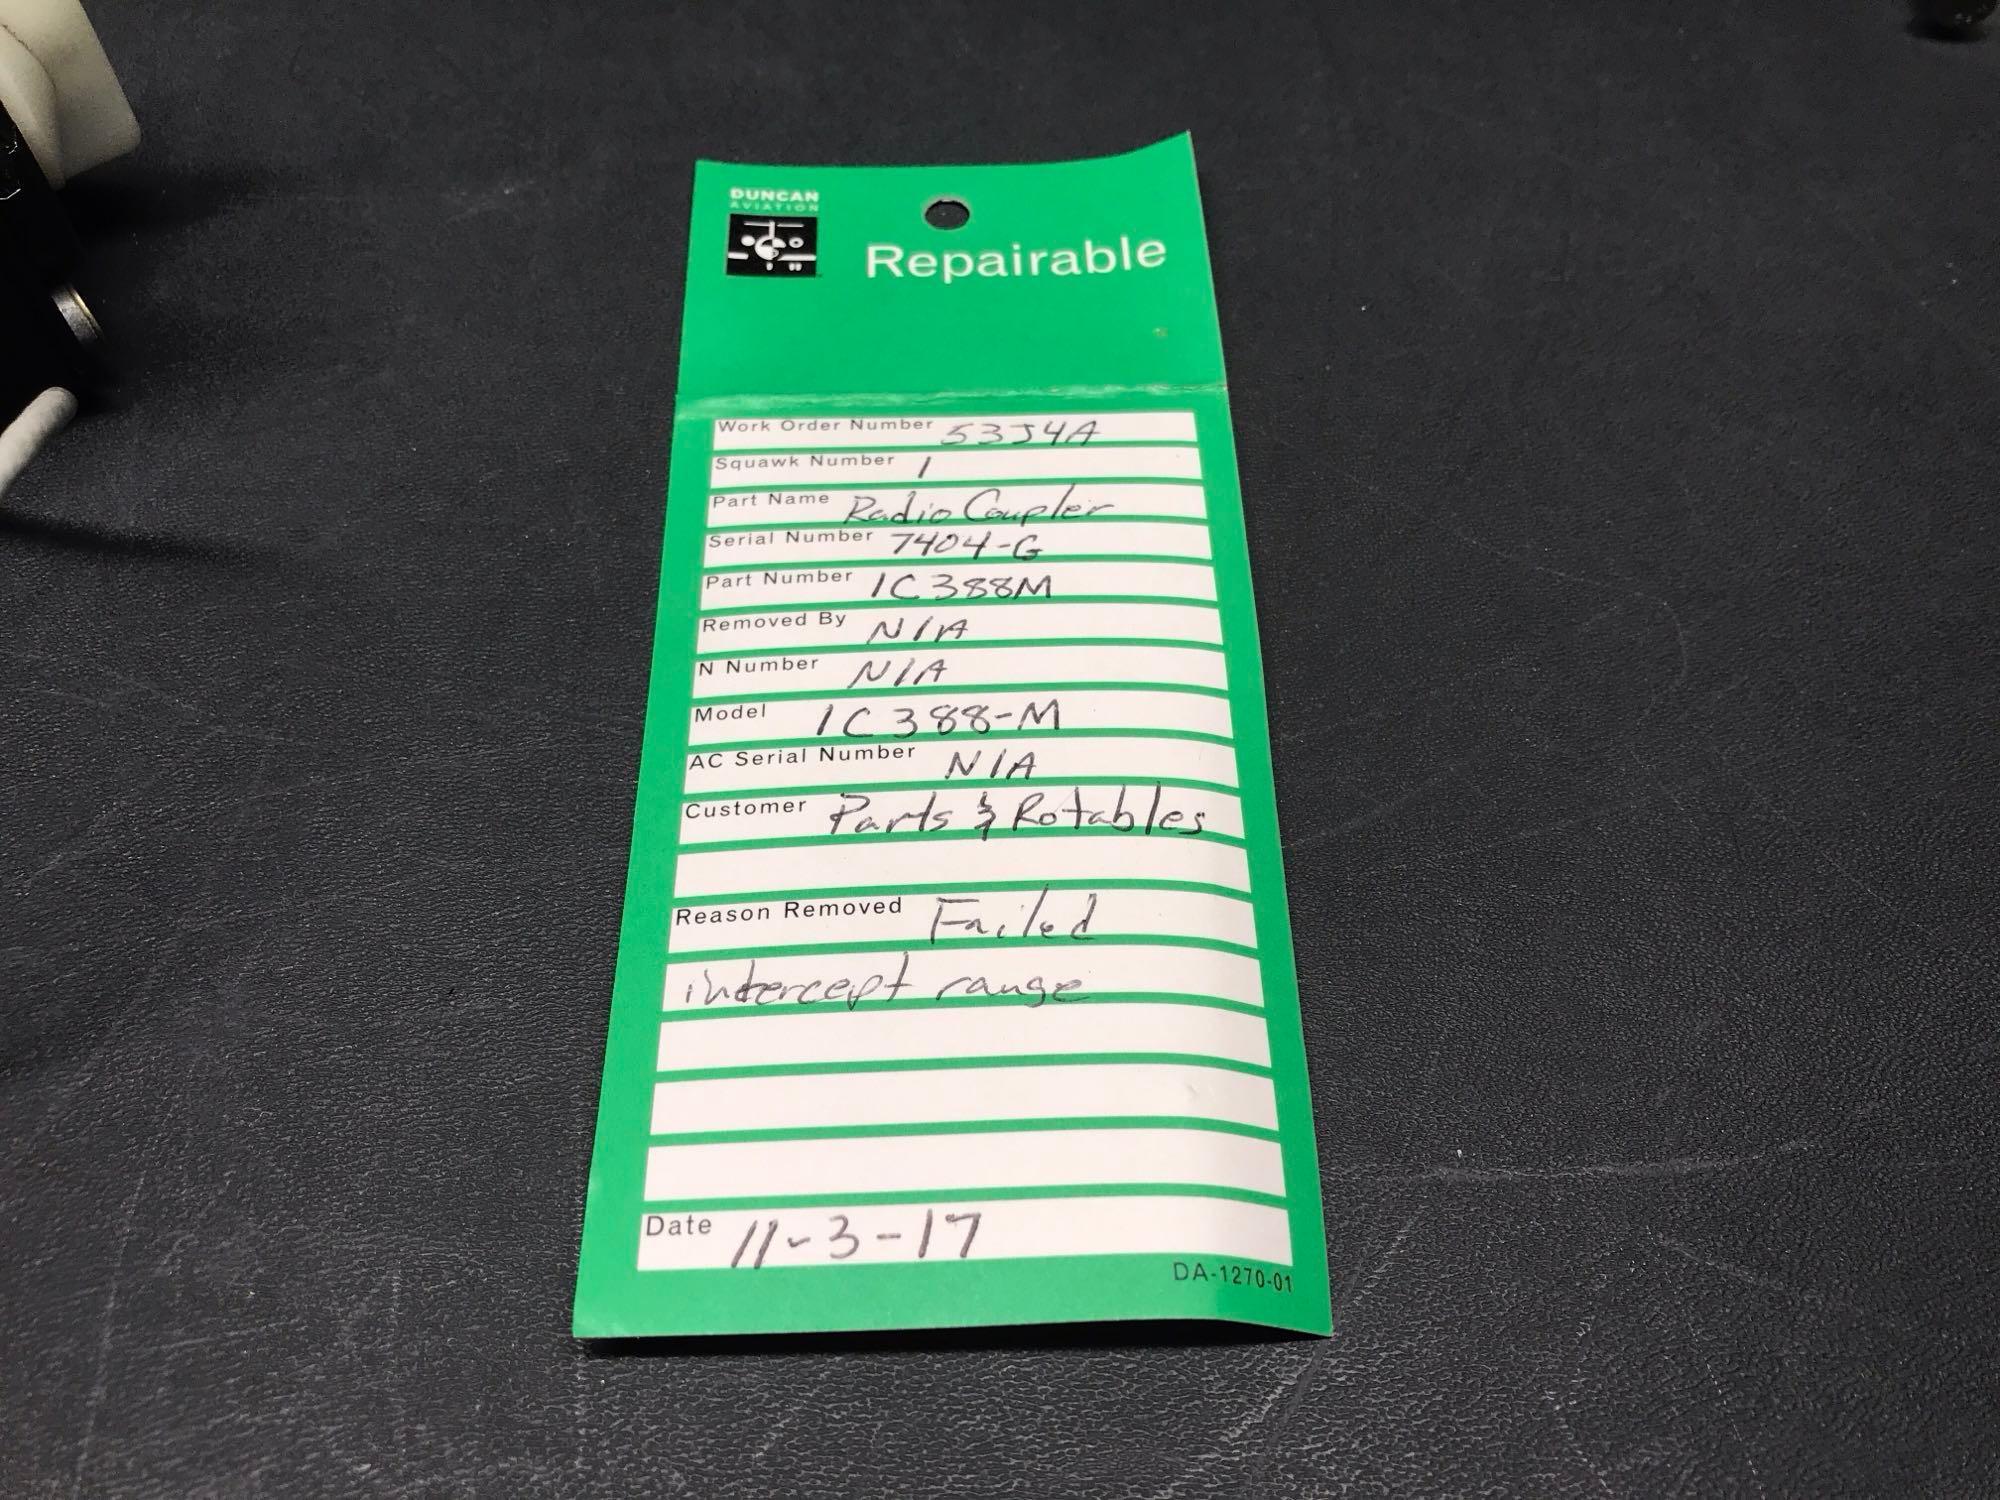 DUNCAN
AVIATION
Repairable
Work Order Number 53J4A
Squawk Number 1
Part Name Radio Coupler
Serial Number 7404-G
Part Number 1C388M
Removed By N/A
N Number N/A
Model 1C388-M
AC Serial Number N/A
Customer Parts & Rotables
Reason Removed Failed
intercept range
Date 11-3-17
DA-1270-01